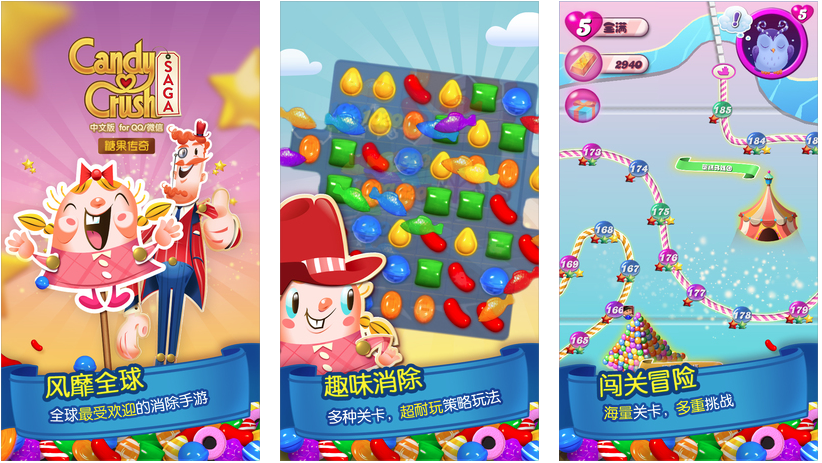 Candy
Crush
SAGA
中文版 for QQ/微信
糖果传奇
风靡全球
全球最受欢迎的消除手游
趣味消除
多种关卡，超耐玩策略玩法
5 全满
2940
5
185
184
18
173
174
175
168
169
167
176
177
166
178
179
165
闯关冒险
海量关卡，多重挑战